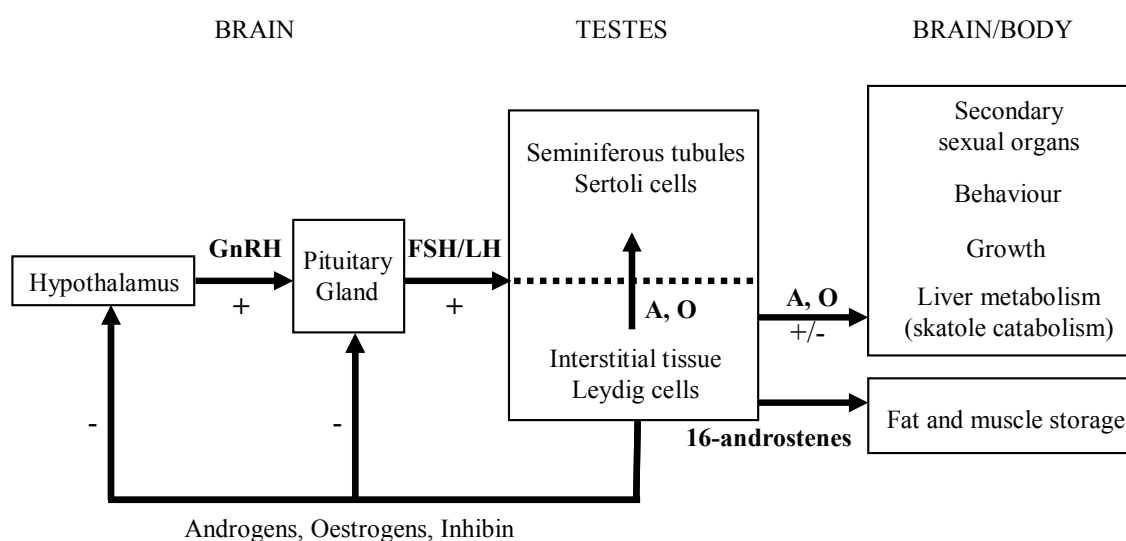 BRAIN
TESTES
BRAIN/BODY
Hypothalamus
GnRH
+
Pituitary
Gland
FSH/LH
+
Seminiferous tubules
Sertoli cells
A, O
Interstitial tissue
Leydig cells
A, O
+/-
Secondary
sexual organs
Behaviour
Growth
Liver metabolism
(skatole catabolism)
16-androstenes
Fat and muscle storage
-
-
Androgens, Oestrogens, Inhibin